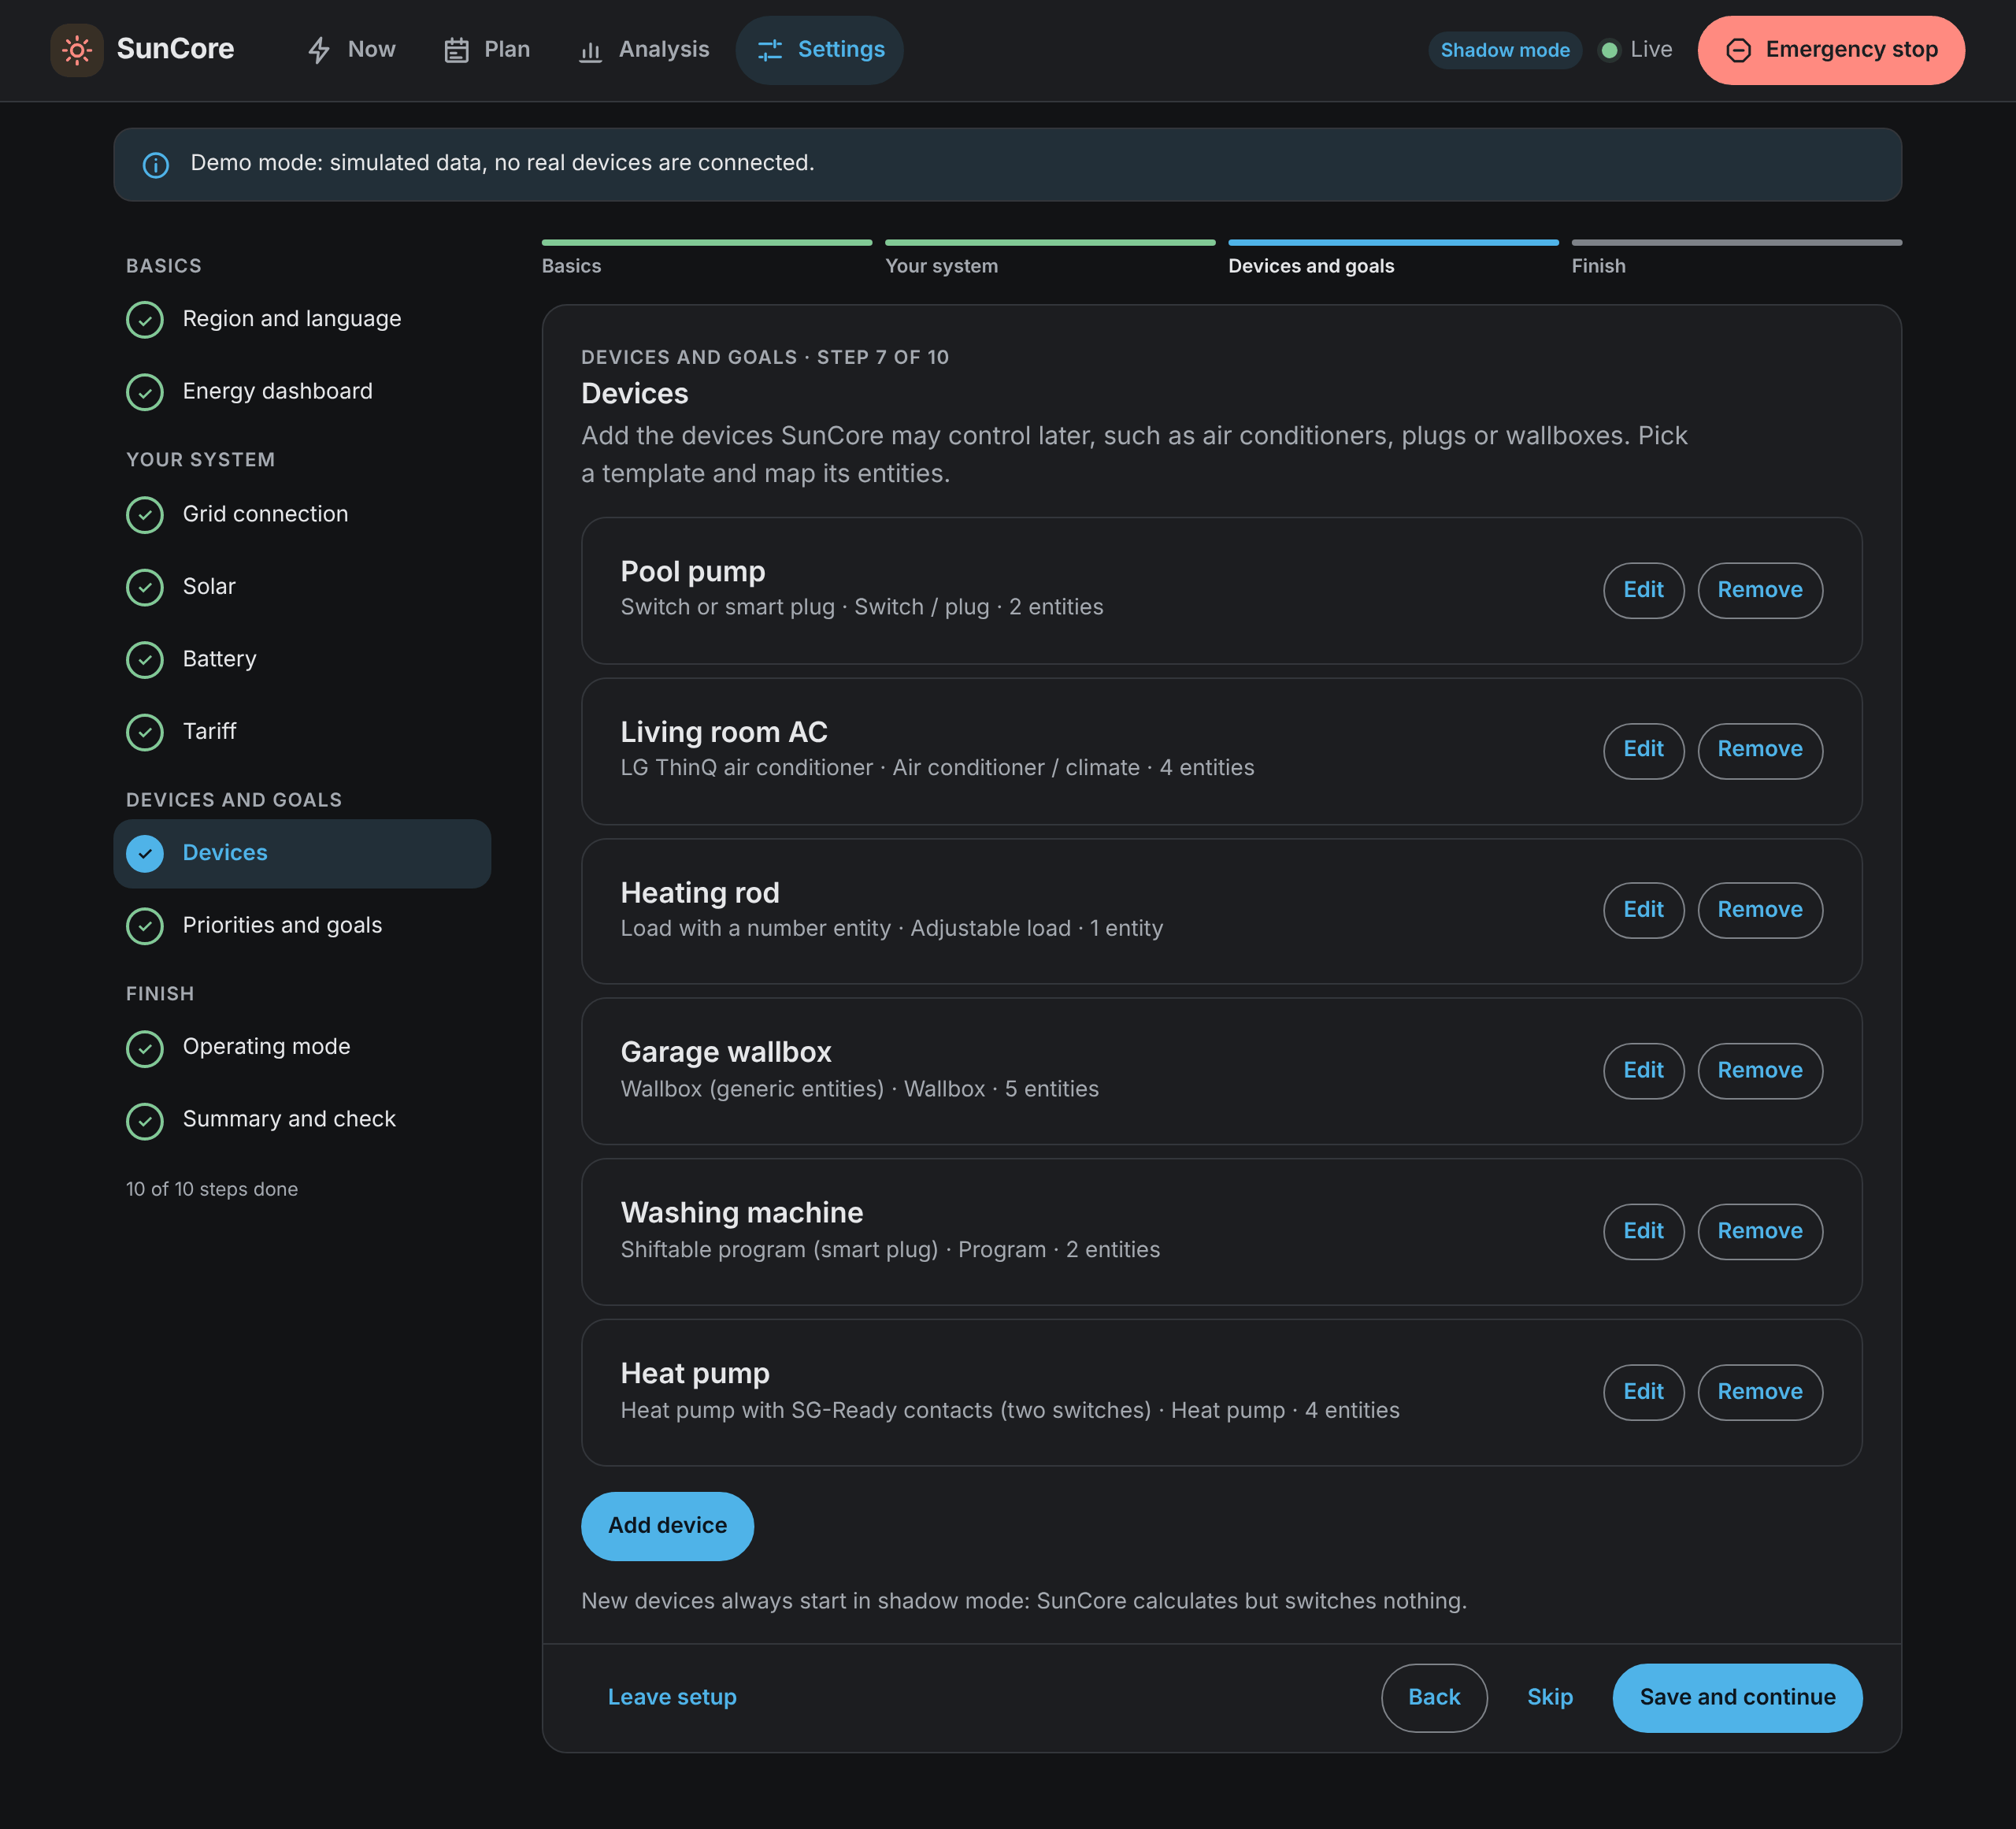 SunCore
Now
Plan
Analysis
Settings
Shadow mode
Live
Emergency stop
Demo mode: simulated data, no real devices are connected.
BASICS
Region and language
Energy dashboard
YOUR SYSTEM
Grid connection
Solar
Battery
Tariff
DEVICES AND GOALS
Devices
Priorities and goals
FINISH
Operating mode
Summary and check
10 of 10 steps done
Basics
Your system
Devices and goals
Finish
DEVICES AND GOALS · STEP 7 OF 10
Devices
Add the devices SunCore may control later, such as air conditioners, plugs or wallboxes. Pick
a template and map its entities.
Pool pump
Switch or smart plug · Switch / plug · 2 entities
Edit
Remove
Living room AC
LG ThinQ air conditioner · Air conditioner / climate · 4 entities
Edit
Remove
Heating rod
Load with a number entity · Adjustable load · 1 entity
Edit
Remove
Garage wallbox
Wallbox (generic entities) · Wallbox · 5 entities
Edit
Remove
Washing machine
Shiftable program (smart plug) · Program · 2 entities
Edit
Remove
Heat pump
Heat pump with SG-Ready contacts (two switches) · Heat pump · 4 entities
Edit
Remove
Add device
New devices always start in shadow mode: SunCore calculates but switches nothing.
Leave setup
Back
Skip
Save and continue